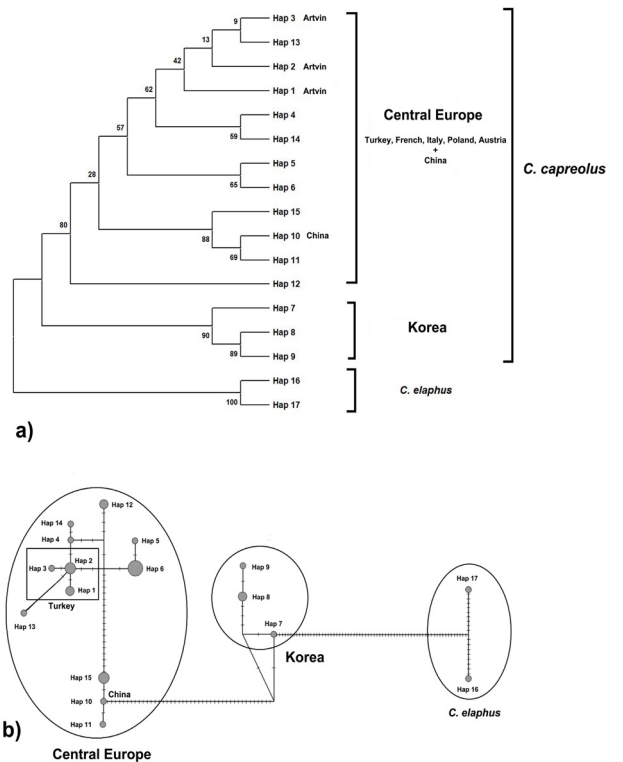 9
Hap 3 Artvin
13
Hap 13
42
Hap 2 Artvin
62
Hap 1 Artvin
Hap 4
57
59
Hap 14
Hap 5
28
65
Hap 6
Hap 15
80
88
Hap 10 China
69
Hap 11
Hap 12
Hap 7
90
Hap 8
89
Hap 9
Hap 16
100
Hap 17
Central Europe
Turkey, French, Italy, Poland, Austria
+
China
C. capreolus
Korea
C. elaphus
a)
Hap 12
Hap 14
Hap 4
Hap 5
Hap 2
Hap 3
Hap 6
Hap 1
Turkey
Hap 13
Hap 15
China
Hap 10
Hap 11
Central Europe
Hap 9
Hap 8
Hap 7
Korea
Hap 17
Hap 16
C. elaphus
b)